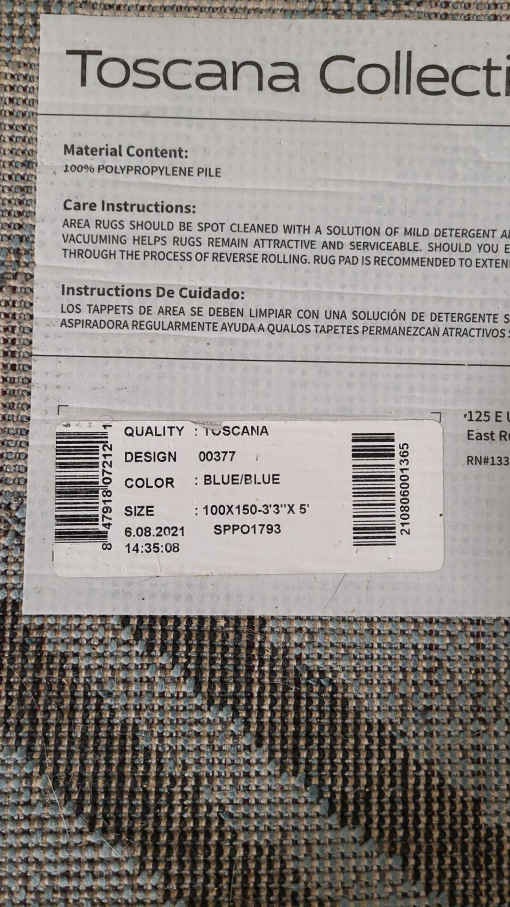 Toscana Collecti
Material Content:
100% POLYPROPYLENE PILE
Care Instructions:
AREA RUGS SHOULD BE SPOT CLEANED WITH A SOLUTION OF MILD DETERGENT
VACUUMING HELPS RUGS REMAIN ATTRACTIVE AND SERVICEABLE. SHOULD YOU
THROUGH THE PROCESS OF REVERSE ROLLING. RUG PAD IS RECOMMENDED TO EXTEN
Instructions De Cuidado:
LOS TAPPETS DE AREA SE DEBEN LIMPIAR CON UNA SOLUCIÓN DE DETERGENTE S
ASPIRADORA REGULARMENTE AYUDA A QUALOS TAPETES PERMANEZCAN ATRACTIVOS
125 E
East R
RN#133
QUALITY : TOSCANA
DESIGN 00377
COLOR : BLUE/BLUE
SIZE : 100X150-3'3"X 5'
6.08.2021 SPPO1793
14:35:08
8 47918 07212 1
210806001365